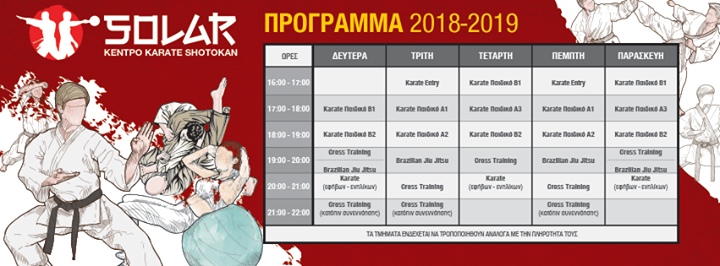 SOLAR
ΚΕΝΤΡΟ KARATE SHOTOKAN
ΠΡΟΓΡΑΜΜΑ 2018-2019
ΩΡΕΣ ΔΕΥΤΕΡΑ ΤΡΙΤΗ ΤΕΤΑΡΤΗ ΠΕΜΠΤΗ ΠΑΡΑΣΚΕΥΗ
16:00 - 17:00 Karate Entry Karate Παιδικό Β1 Karate Entry Karate Παιδικό Β1
17:00 - 18:00 Karate Παιδικό Β1 Karate Παιδικό Α1 Karate Παιδικό Α3 Karate Παιδικό Α1 Karate Παιδικό Α3
18:00 - 19:00 Karate Παιδικό Β2 Karate Παιδικό Α2 Karate Παιδικό Β2 Karate Παιδικό Α2 Karate Παιδικό Β2
19:00 - 20:00 Cross Training Brazilian Jiu Jitsu Brazilian Jiu Jitsu Cross Training Brazilian Jiu Jitsu Cross Training Brazilian Jiu Jitsu
20:00 - 21:00 Karate (εφήβων - ενηλίκων) Cross Training Karate (εφήβων - ενηλίκων) Cross Training Karate (εφήβων - ενηλίκων)
21:00 - 22:00 Cross Training (κατόπιν συνεννόησης) Cross Training (κατόπιν συνεννόησης) Cross Training (κατόπιν συνεννόησης) Cross Training
ΤΑ ΤΜΗΜΑΤΑ ΕΝΔΕΧΕΤΑΙ ΝΑ ΤΡΟΠΟΠΟΙΗΘΟΥΝ ΑΝΑΛΟΓΑ ΜΕ ΤΗΝ ΠΛΗΡΟΤΗΤΑ ΤΟΥΣ